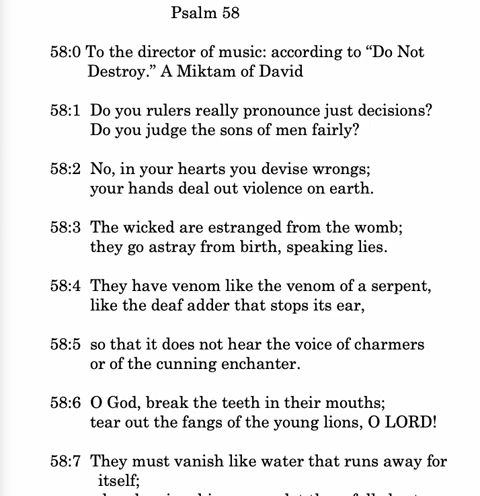 Psalm 58
58:0 To the director of music: according to “Do Not
Destroy.” A Miktam of David
58:1 Do you rulers really pronounce just decisions?
Do you judge the sons of men fairly?
58:2 No, in your hearts you devise wrongs;
your hands deal out violence on earth.
58:3 The wicked are estranged from the womb;
they go astray from birth, speaking lies.
58:4 They have venom like the venom of a serpent,
like the deaf adder that stops its ear,
58:5 so that it does not hear the voice of charmers
or of the cunning enchanter.
58:6 O God, break the teeth in their mouths;
tear out the fangs of the young lions, O LORD!
58:7 They must vanish like water that runs away for
itself;